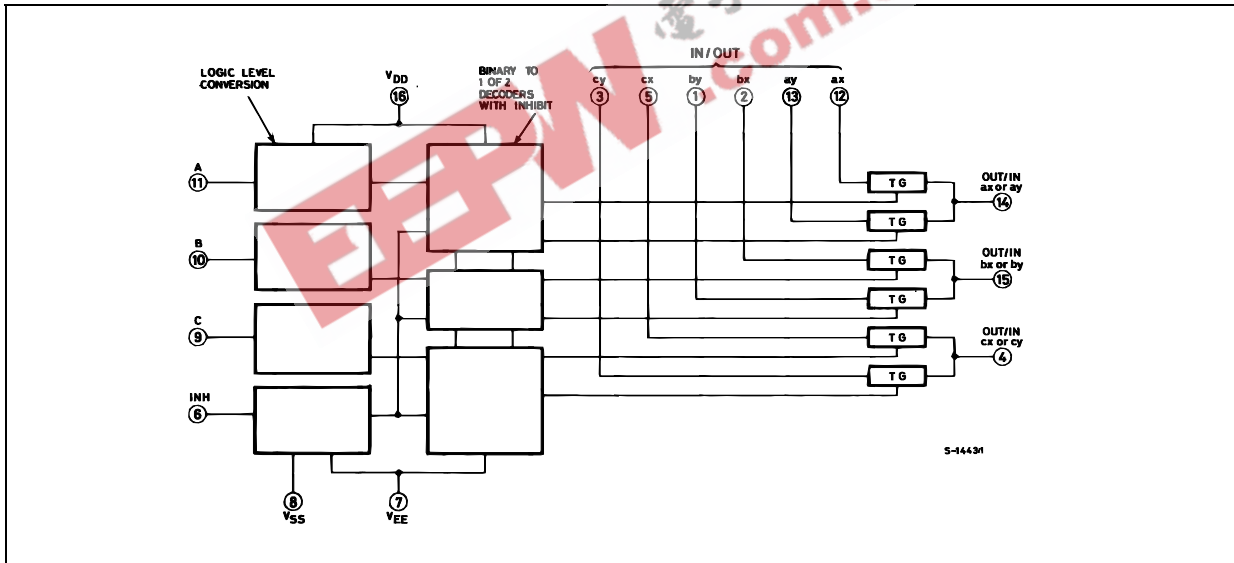 IN / OUT
LOGIC LEVEL
CONVERSION
VDD
16
BINARY TO
1 OF 2
DECODERS
WITH INHIBIT
cy
3
cx
5
by
1
bx
2
ay
13
ax
12
A
11
B
10
C
9
INH
6
8
VSS
7
VEE
TG
TG
TG
TG
TG
TG
OUT/IN
ax or ay
14
OUT/IN
bx or by
15
OUT/IN
cx or cy
4
S-1443/1
EEPW
.com.